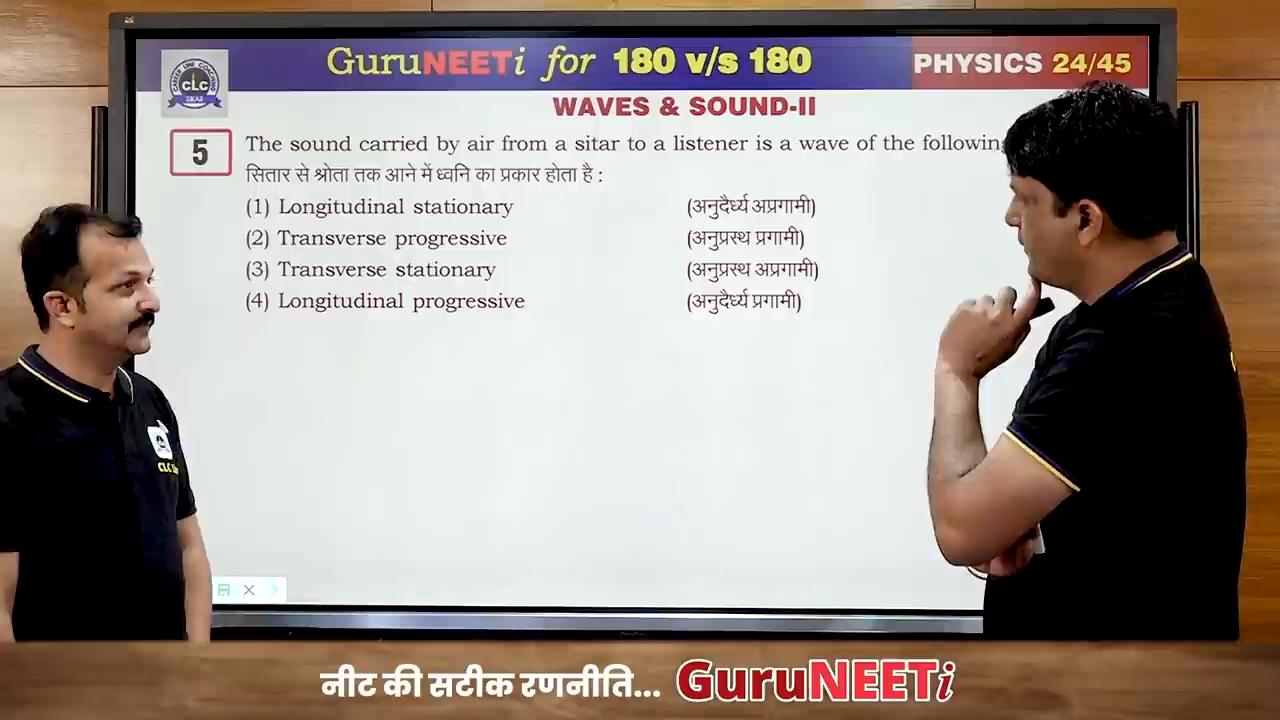 GuruNEETi for 180 v/s 180
PHYSICS 24/45
CLC
SIKAR
WAVES & SOUND-II
5
The sound carried by air from a sitar to a listener is a wave of the
सितार से श्रोता तक आने में ध्वनि का प्रकार होता है :
(1) Longitudinal stationary (अनुदैर्ध्य अप्रगामी)
(2) Transverse progressive (अनुप्रस्थ प्रगामी)
(3) Transverse stationary (अनुप्रस्थ अप्रगामी)
(4) Longitudinal progressive (अनुदैर्ध्य प्रगामी)
नीट की सटीक रणनीति... GuruNEETi